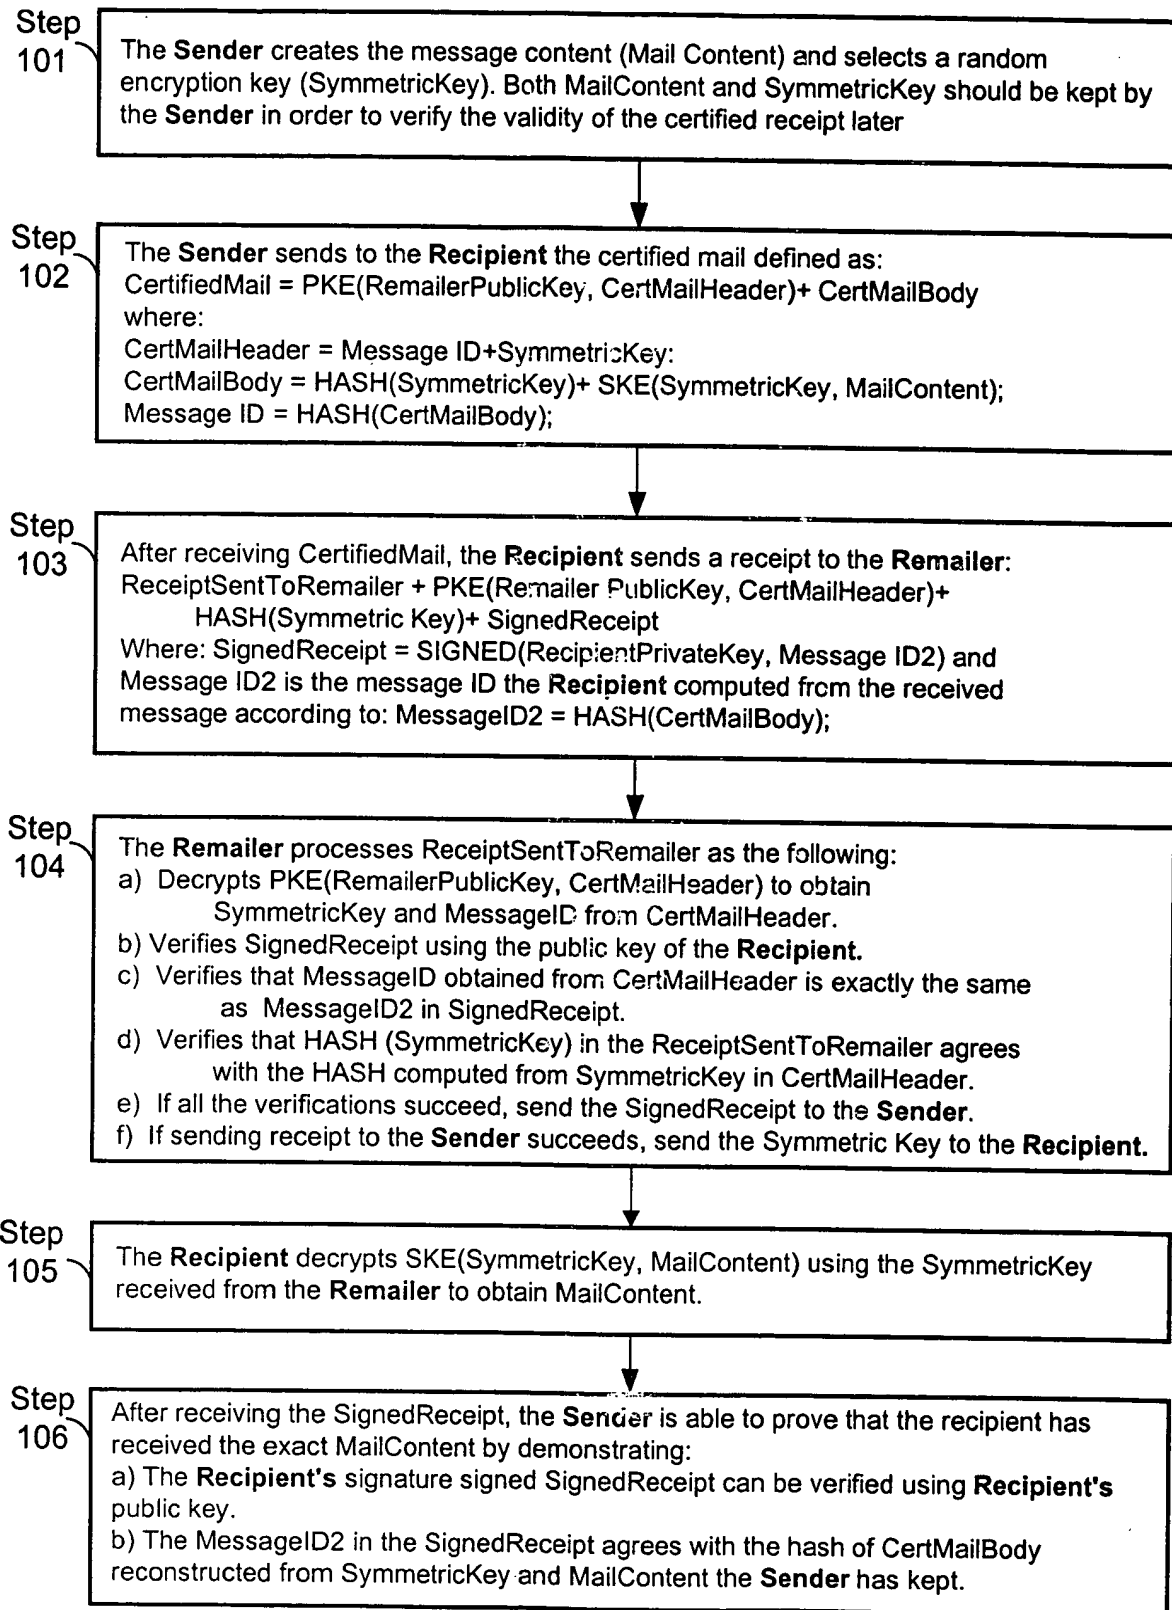 Step
101
The Sender creates the message content (Mail Content) and selects a random
encryption key (SymmetricKey). Both MailContent and SymmetricKey should be kept by
the Sender in order to verify the validity of the certified receipt later
Step
102
The Sender sends to the Recipient the certified mail defined as:
CertifiedMail = PKE(RemailerPublicKey, CertMailHeader)+ CertMailBody
where:
CertMailHeader = Message ID+SymmetricKey:
CertMailBody = HASH(SymmetricKey)+ SKE(SymmetricKey, MailContent);
Message ID = HASH(CertMailBody);
Step
103
After receiving CertifiedMail, the Recipient sends a receipt to the Remailer:
ReceiptSentToRemailer + PKE(Remailer PublicKey, CertMailHeader)+
HASH(Symmetric Key)+ SignedReceipt
Where: SignedReceipt = SIGNED(RecipientPrivateKey, Message ID2) and
Message ID2 is the message ID the Recipient computed from the received
message according to: MessageID2 = HASH(CertMailBody);
Step
104
The Remailer processes ReceiptSentToRemailer as the following:
a) Decrypts PKE(RemailerPublicKey, CertMailHeader) to obtain
SymmetricKey and MessageID from CertMailHeader.
b) Verifies SignedReceipt using the public key of the Recipient.
c) Verifies that MessageID obtained from CertMailHeader is exactly the same
as MessageID2 in SignedReceipt.
d) Verifies that HASH (SymmetricKey) in the ReceiptSentToRemailer agrees
with the HASH computed from SymmetricKey in CertMailHeader.
e) If all the verifications succeed, send the SignedReceipt to the Sender.
f) If sending receipt to the Sender succeeds, send the Symmetric Key to the Recipient.
Step
105
The Recipient decrypts SKE(SymmetricKey, MailContent) using the SymmetricKey
received from the Remailer to obtain MailContent.
Step
106
After receiving the SignedReceipt, the Sender is able to prove that the recipient has
received the exact MailContent by demonstrating:
a) The Recipient's signature signed SignedReceipt can be verified using Recipient's
public key.
b) The MessageID2 in the SignedReceipt agrees with the hash of CertMailBody
reconstructed from SymmetricKey and MailContent the Sender has kept.